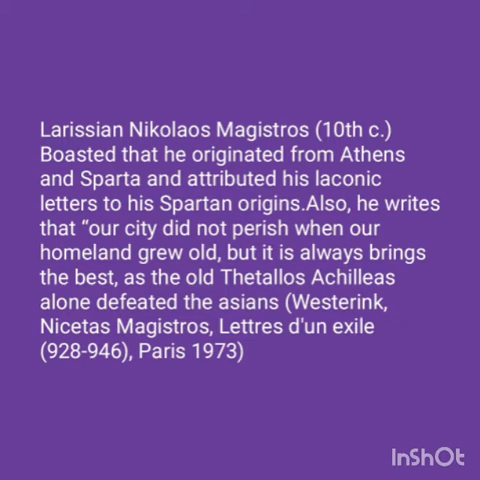 Larissian Nikolaos Magistros (10th c.)
Boasted that he originated from Athens
and Sparta and attributed his laconic
letters to his Spartan origins.Also, he writes
that “our city did not perish when our
homeland grew old, but it is always brings
the best, as the old Thetallos Achilleas
alone defeated the asians (Westerink,
Nicetas Magistros, Lettres d'un exile
(928-946), Paris 1973)
InShOt